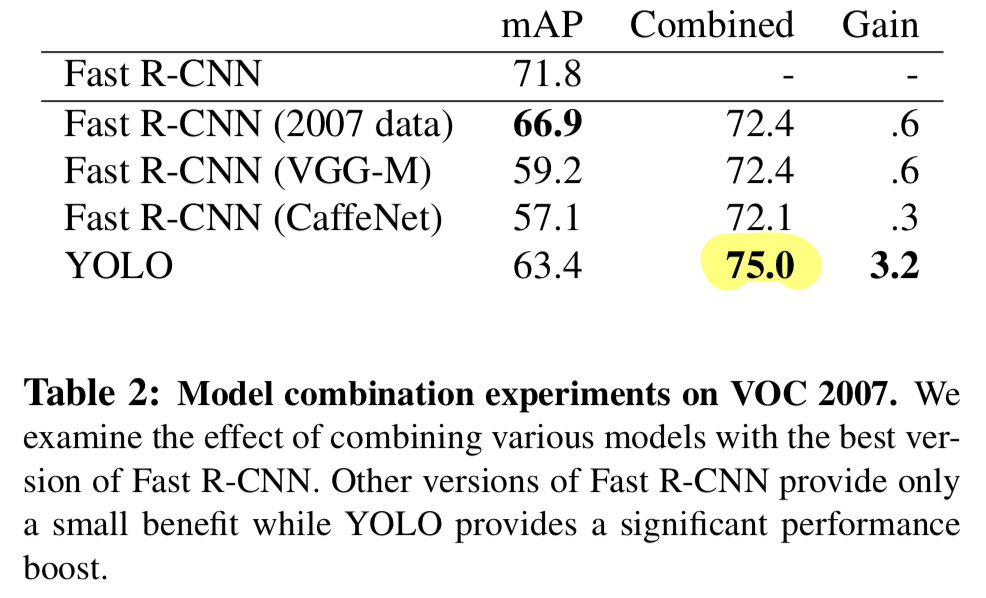 mAP Combined Gain
Fast R-CNN 71.8 - -
Fast R-CNN (2007 data) 66.9 72.4 .6
Fast R-CNN (VGG-M) 59.2 72.4 .6
Fast R-CNN (CaffeNet) 57.1 72.1 .3
YOLO 63.4 75.0 3.2
Table 2: Model combination experiments on VOC 2007. We
examine the effect of combining various models with the best ver-
sion of Fast R-CNN. Other versions of Fast R-CNN provide only
a small benefit while YOLO provides a significant performance
boost.